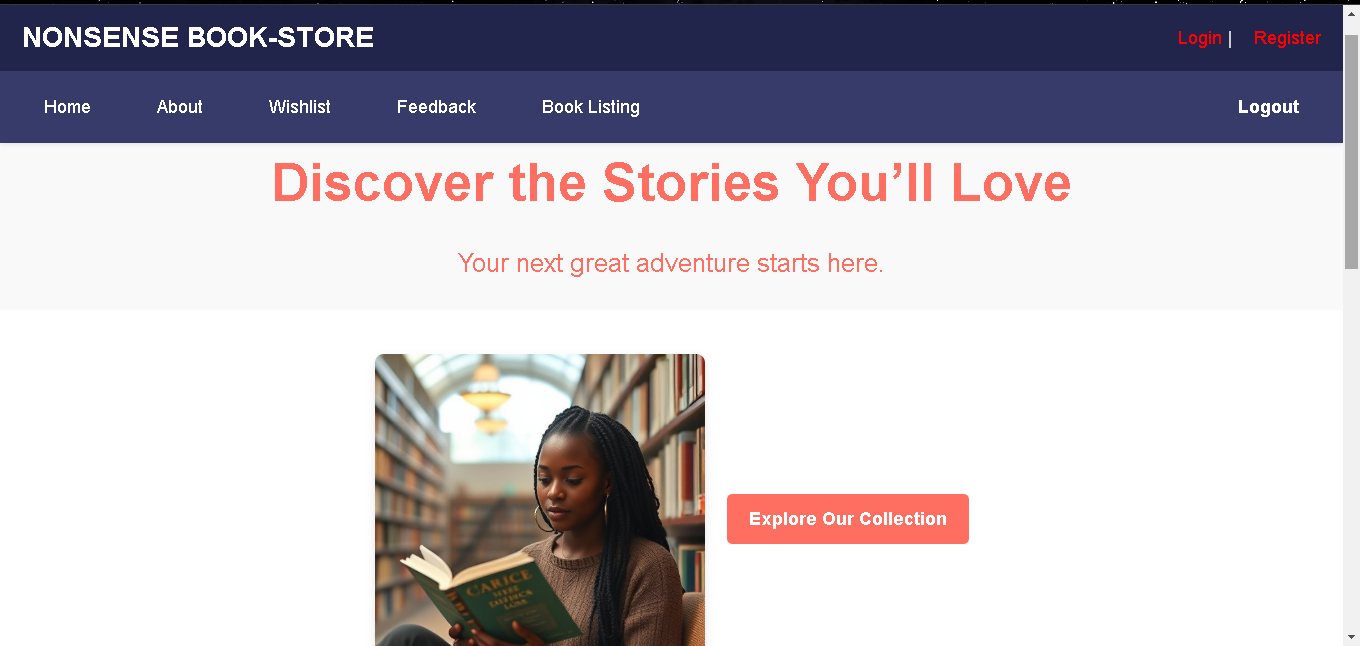 NONSENSE BOOK-STORE
Login | Register
Home About Wishlist Feedback Book Listing Logout
Discover the Stories You’ll Love
Your next great adventure starts here.
Explore Our Collection
CARICE